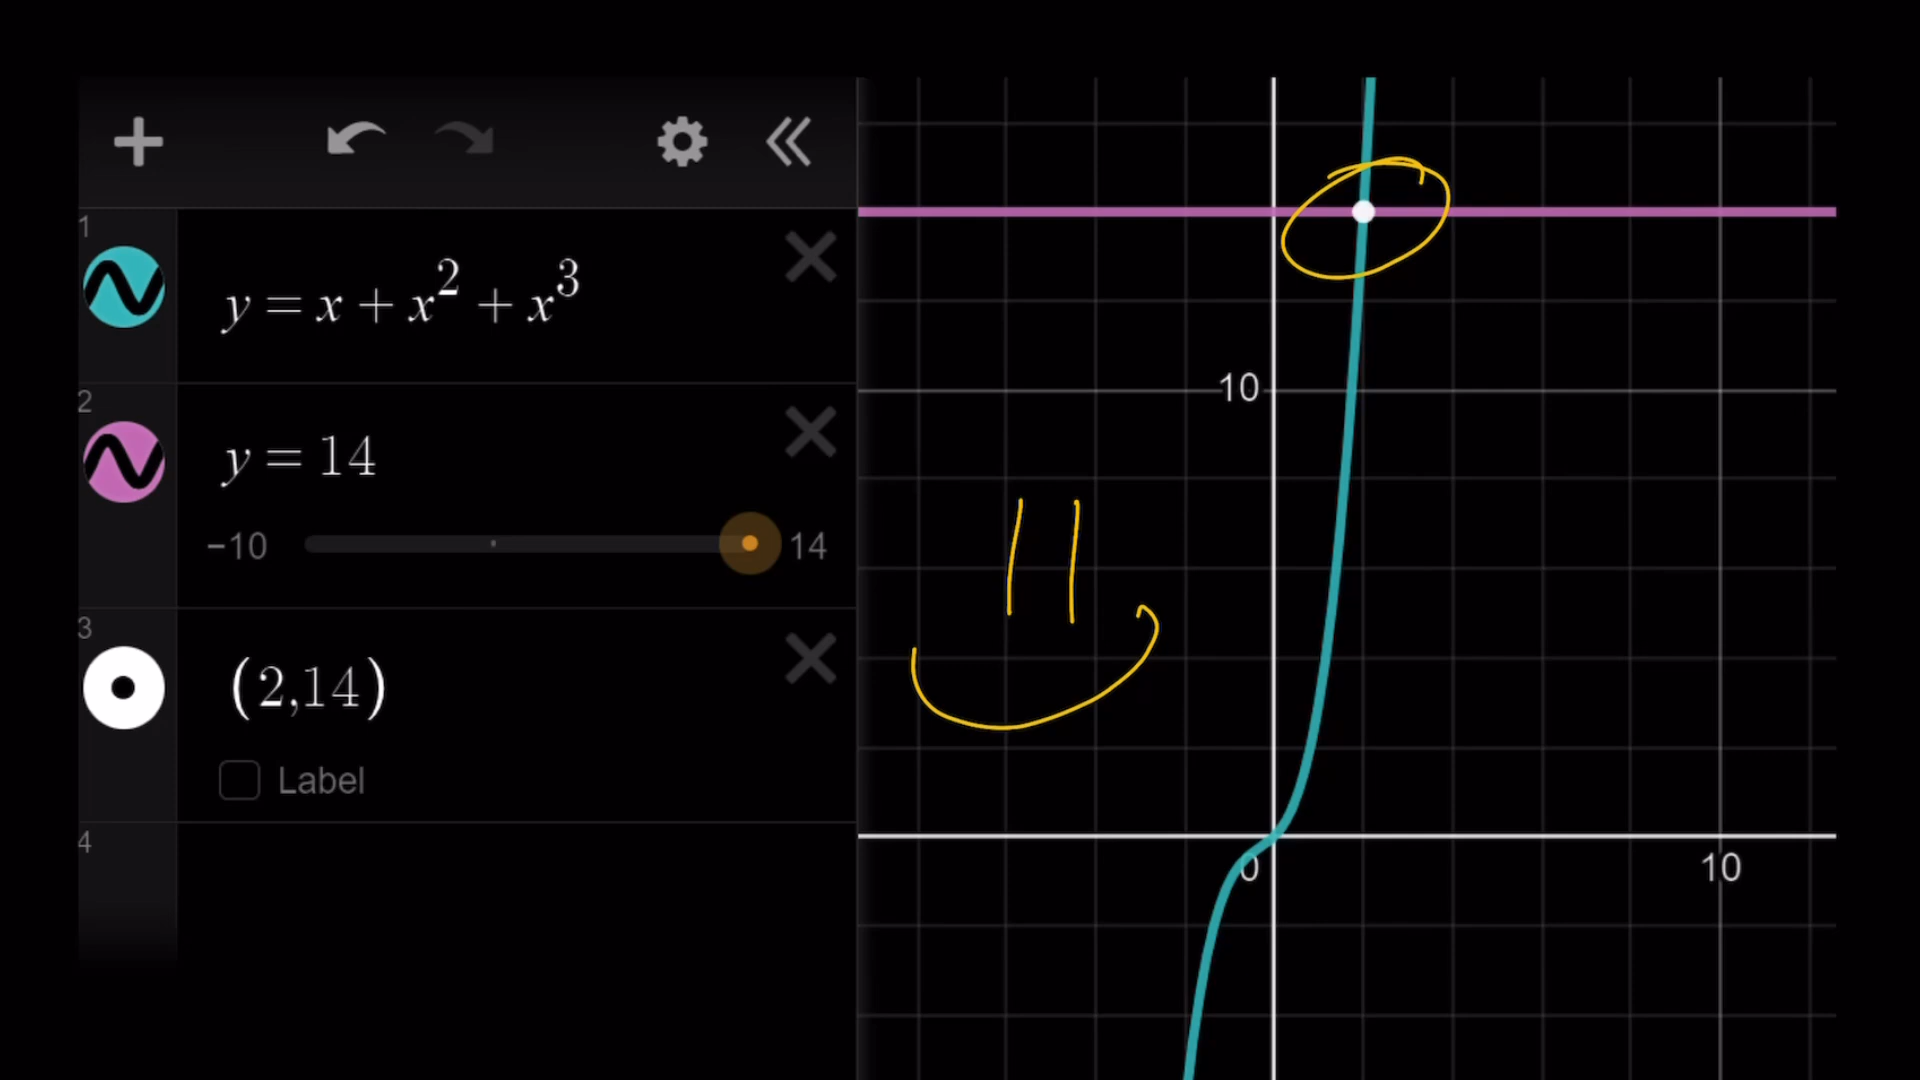 1
y = x + x² + x³
2
y = 14
−10 14
3
(2,14)
Label
4
10
0 10